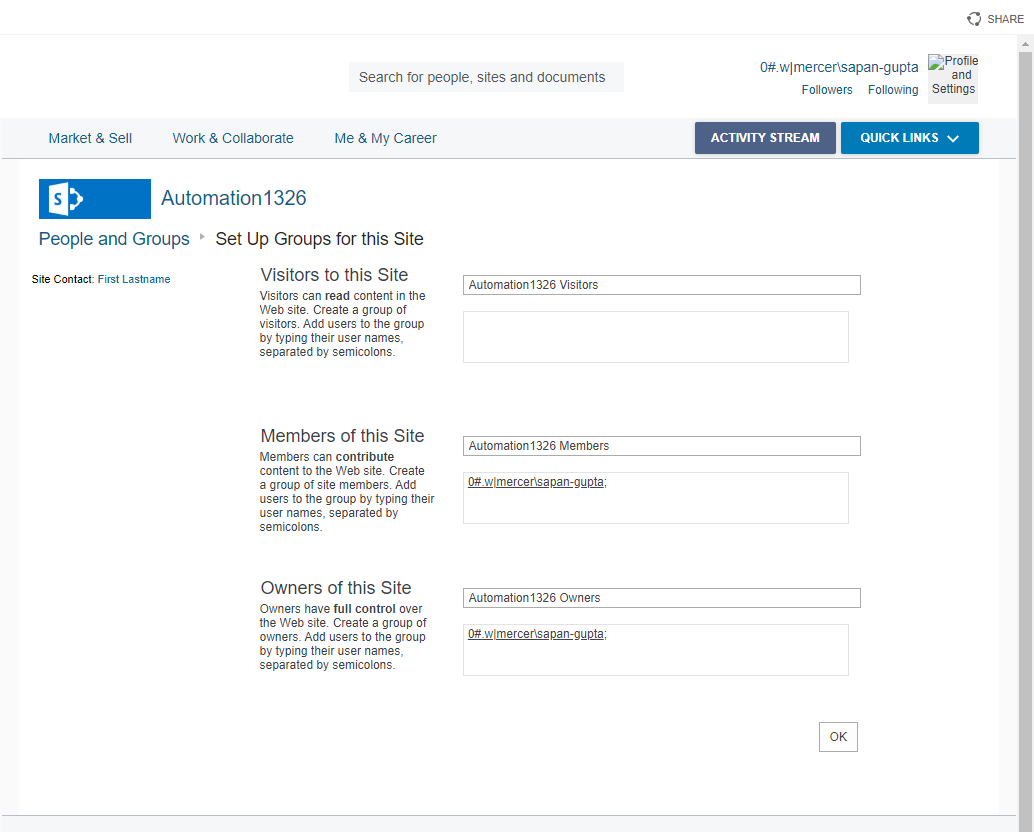 SHARE
Search for people, sites and documents
0#.w|mercer\sapan-gupta
Followers Following
Profile
and
Settings
Market & Sell Work & Collaborate Me & My Career
ACTIVITY STREAM QUICK LINKS
S
Automation1326
People and Groups Set Up Groups for this Site
Site Contact: First Lastname
Visitors to this Site
Visitors can read content in the
Web site. Create a group of
visitors. Add users to the group
by typing their user names,
separated by semicolons.
Automation1326 Visitors
Members of this Site
Members can contribute
content to the Web site. Create
a group of site members. Add
users to the group by typing their
user names, separated by
semicolons.
Automation1326 Members
0#.w|mercer\sapan-gupta;
Owners of this Site
Owners have full control over
the Web site. Create a group of
owners. Add users to the group
by typing their user names,
separated by semicolons.
Automation1326 Owners
0#.w|mercer\sapan-gupta;
OK